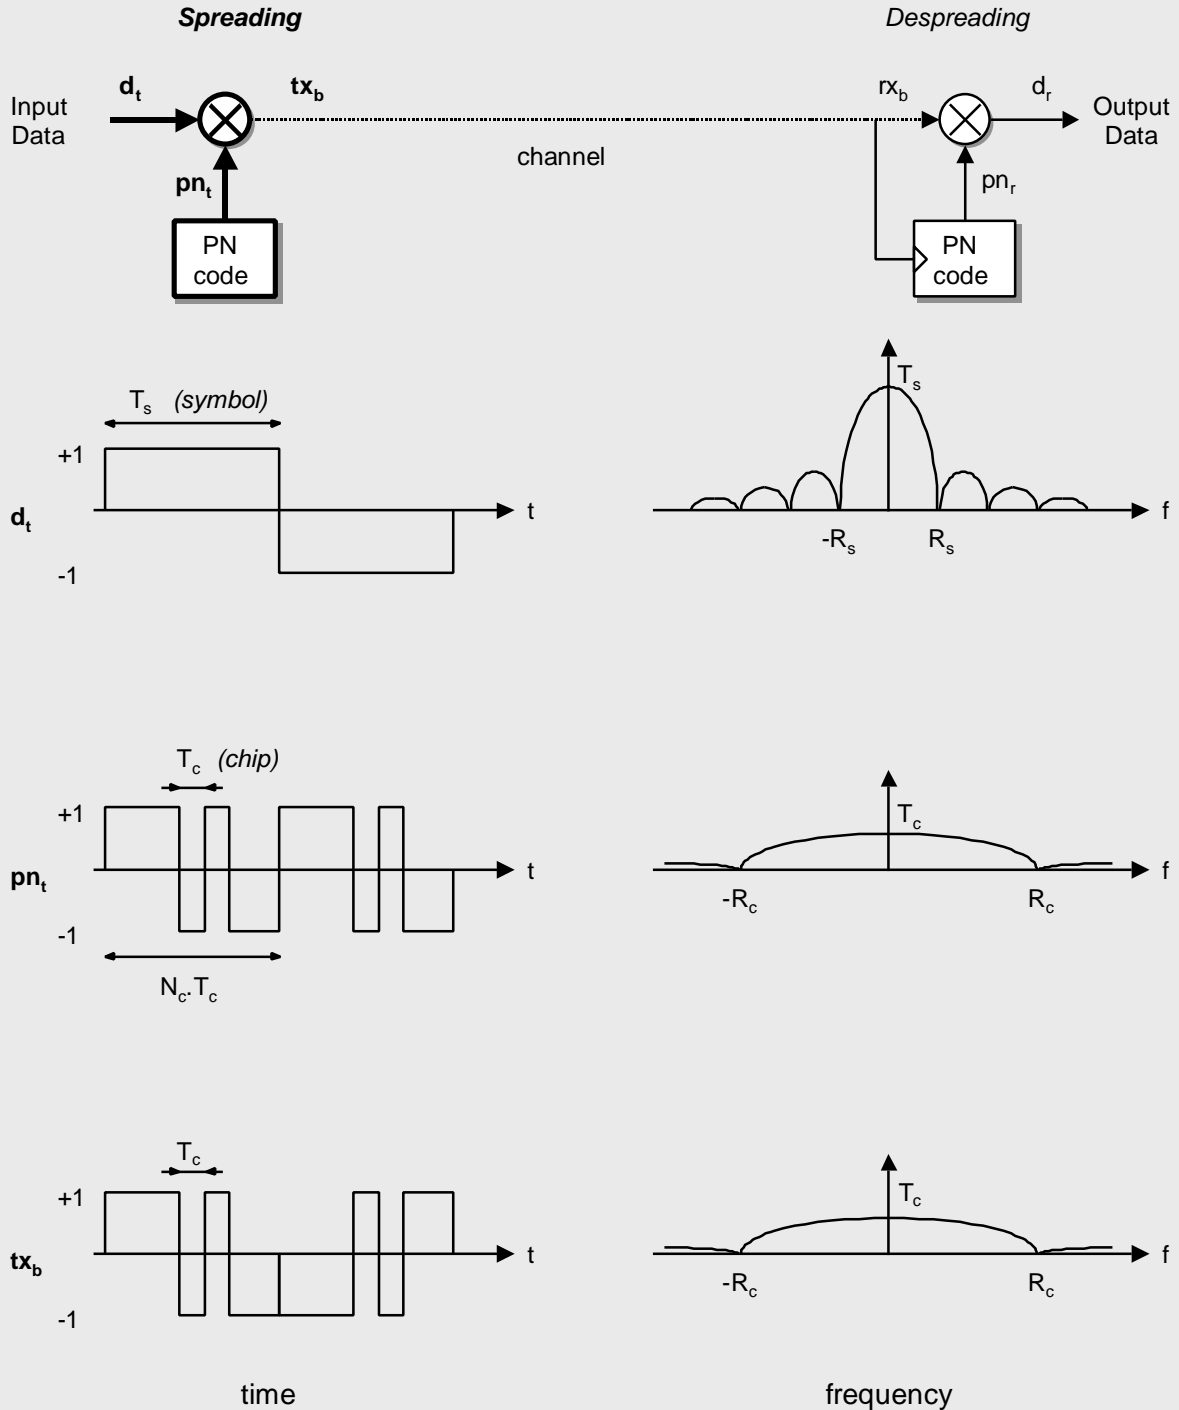 Spreading
Despreading
Input
Data
d_t
tx_b
channel
rx_b
d_r
Output
Data
pn_t
pn_r
PN
code
PN
code
T_s (symbol)
+1
d_t
-1
t
T_s
-R_s
R_s
f
T_c (chip)
+1
pn_t
-1
t
N_c.T_c
T_c
-R_c
R_c
f
T_c
+1
tx_b
-1
t
T_c
-R_c
R_c
f
time
frequency